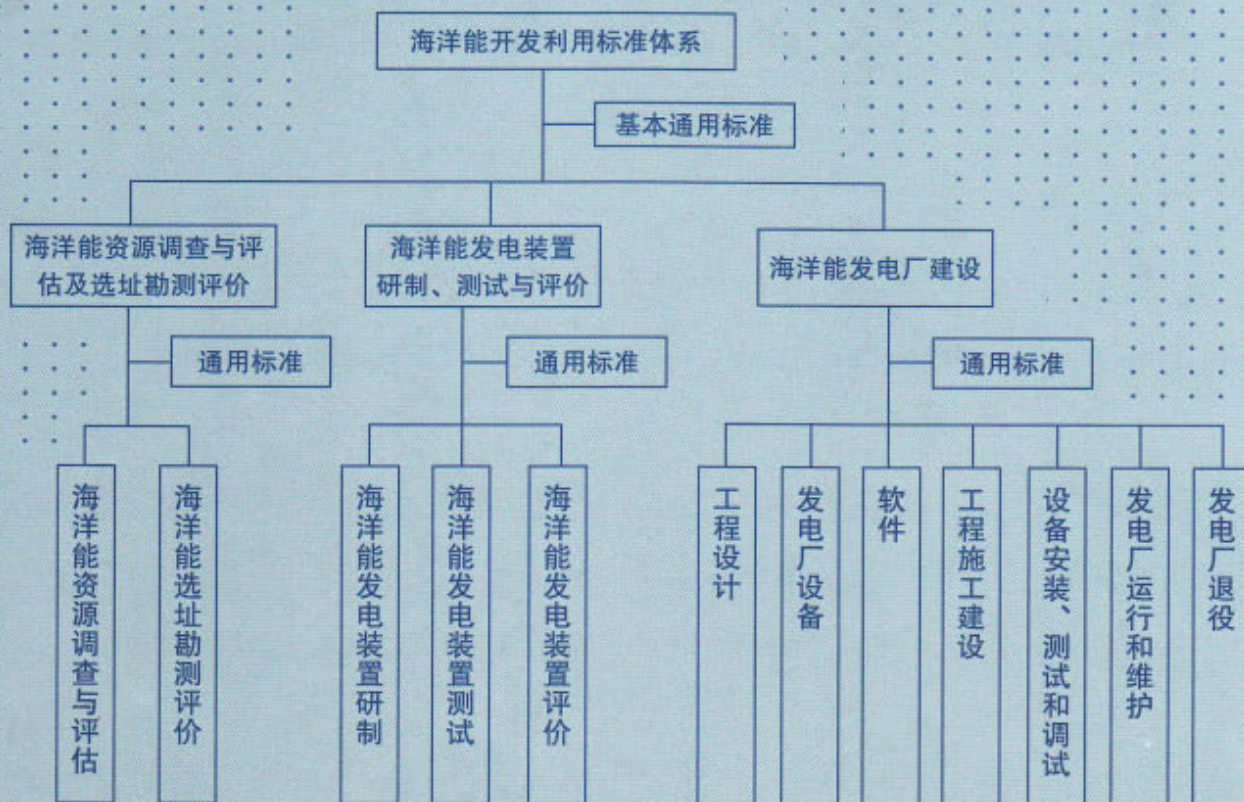 海洋能开发利用标准体系
基本通用标准
海洋能资源调查与评
估及选址勘测评价
海洋能发电装置
研制、测试与评价
海洋能发电厂建设
通用标准
通用标准
通用标准
海洋能资源调查与评估
海洋能选址勘测评价
海洋能发电装置研制
海洋能发电装置测试
海洋能发电装置评价
工程设计
发电厂设备
软件
工程施工建设
设备安装、测试和调试
发电厂运行和维护
发电厂退役